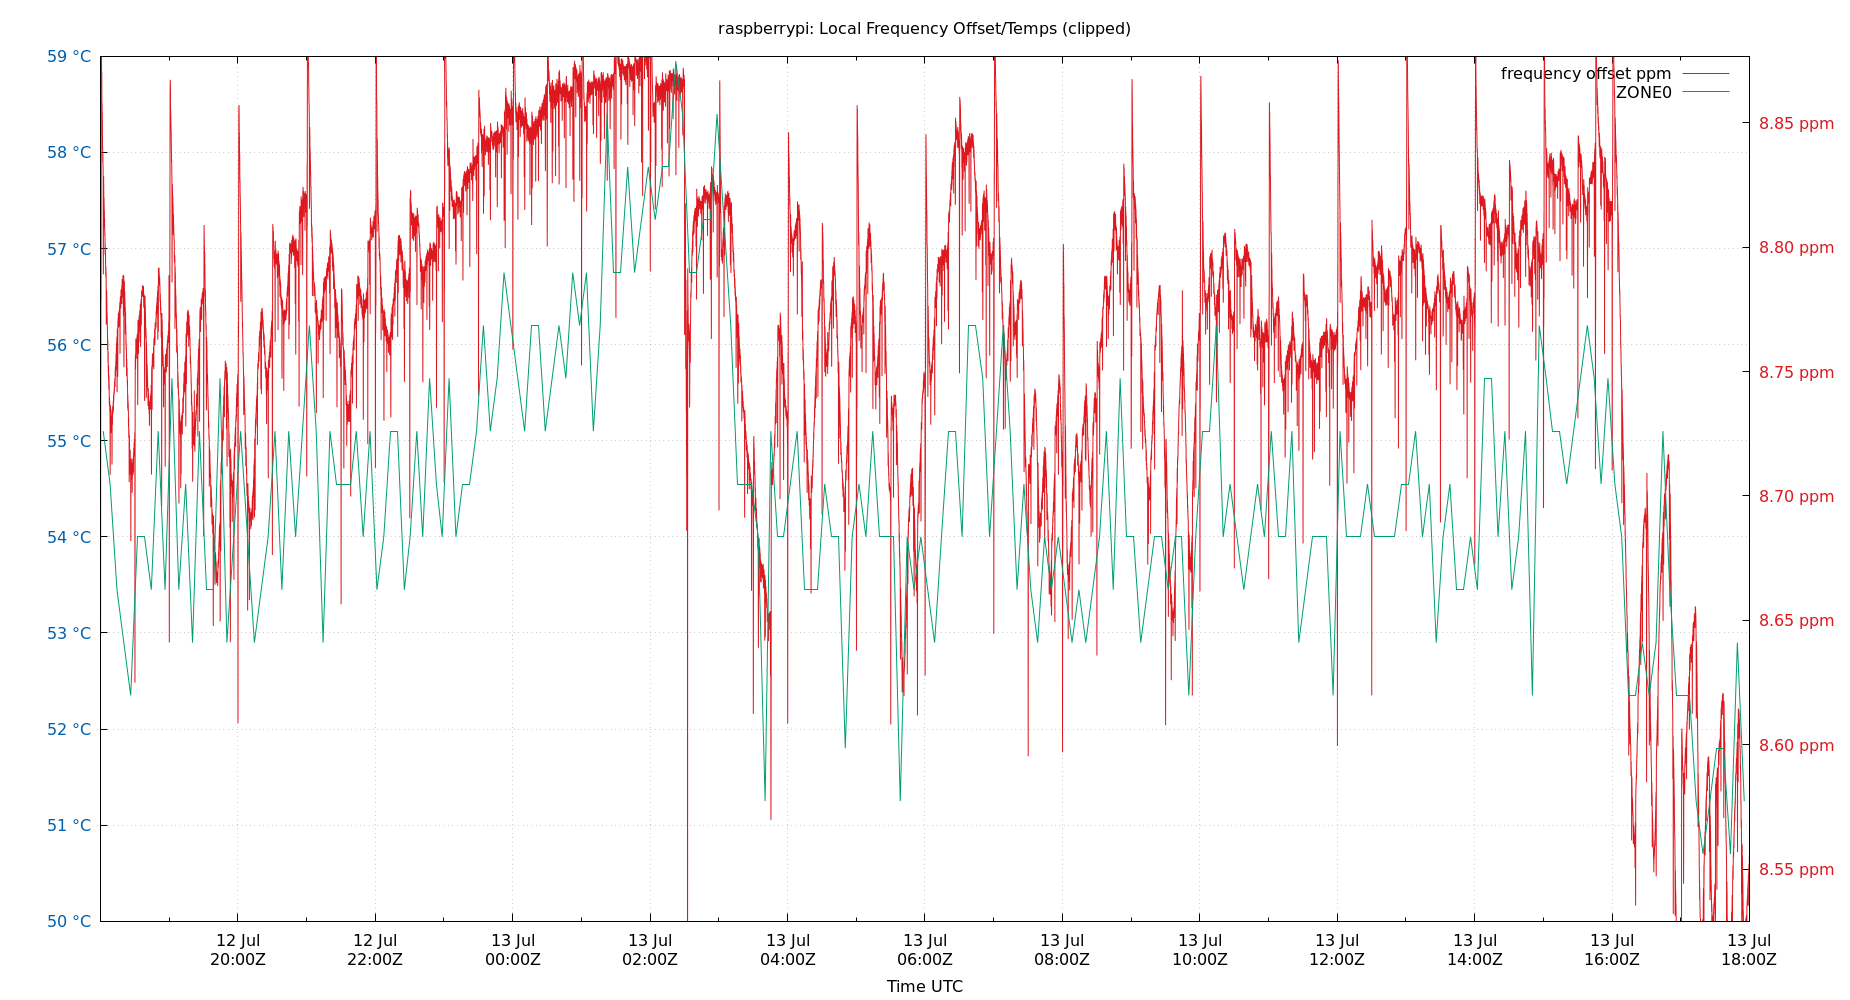 raspberrypi: Local Frequency Offset/Temps (clipped)
59 °C
58 °C
57 °C
56 °C
55 °C
54 °C
53 °C
52 °C
51 °C
50 °C
frequency offset ppm
ZONE0
8.85 ppm
8.80 ppm
8.75 ppm
8.70 ppm
8.65 ppm
8.60 ppm
8.55 ppm
12 Jul 12 Jul 13 Jul 13 Jul 13 Jul 13 Jul 13 Jul 13 Jul 13 Jul 13 Jul 13 Jul 13 Jul
20:00Z 22:00Z 00:00Z 02:00Z 04:00Z 06:00Z 08:00Z 10:00Z 12:00Z 14:00Z 16:00Z 18:00Z
Time UTC